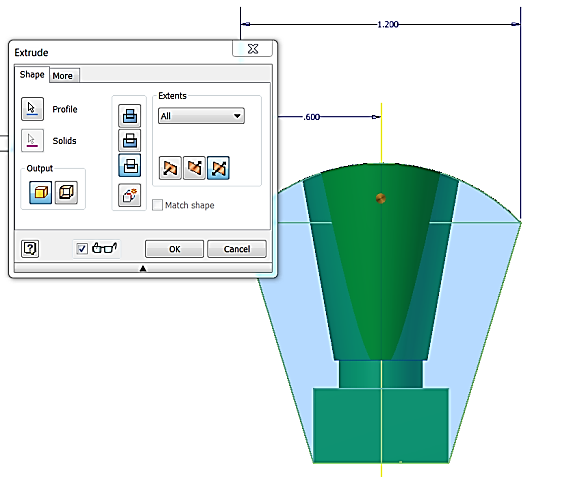 1.200
Extrude
Shape More
Extents
Profile
All
.600
Solids
Output
Match shape
OK Cancel